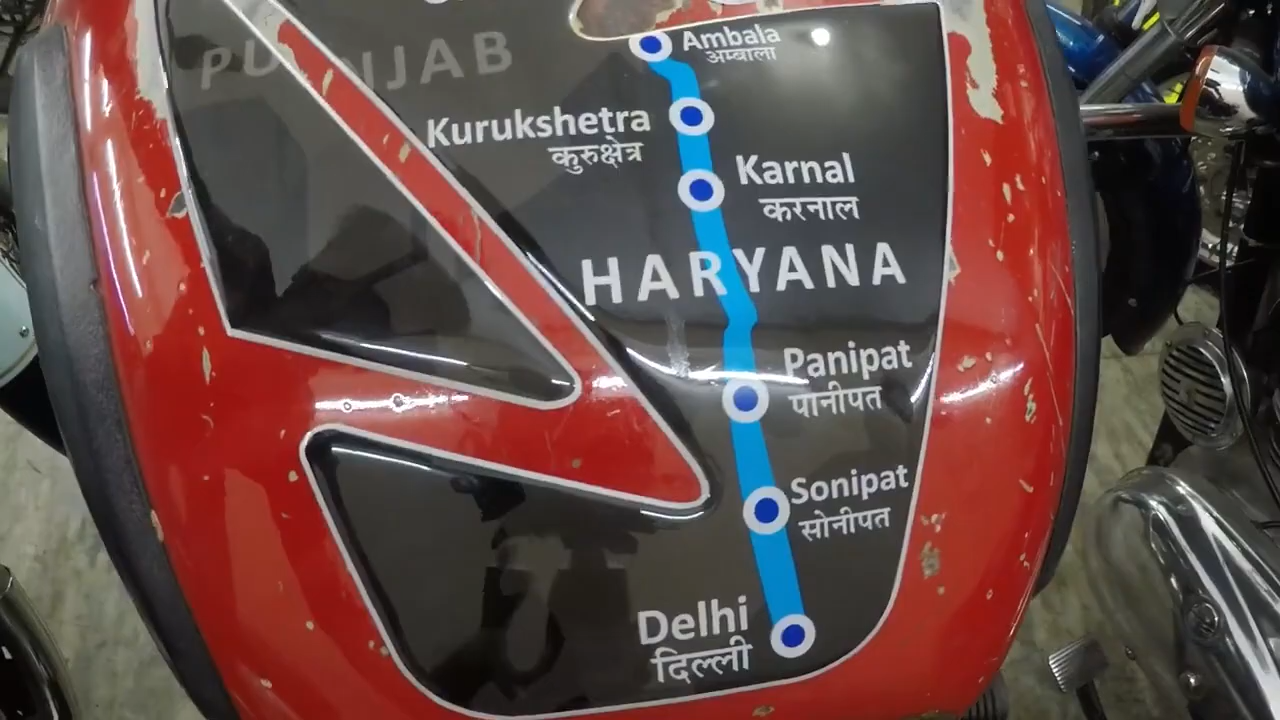 PUNJAB
Ambala
अम्बाला
Kurukshetra
कुरुक्षेत्र
Karnal
करनाल
HARYANA
Panipat
पानीपत
Sonipat
सोनीपत
Delhi
दिल्ली